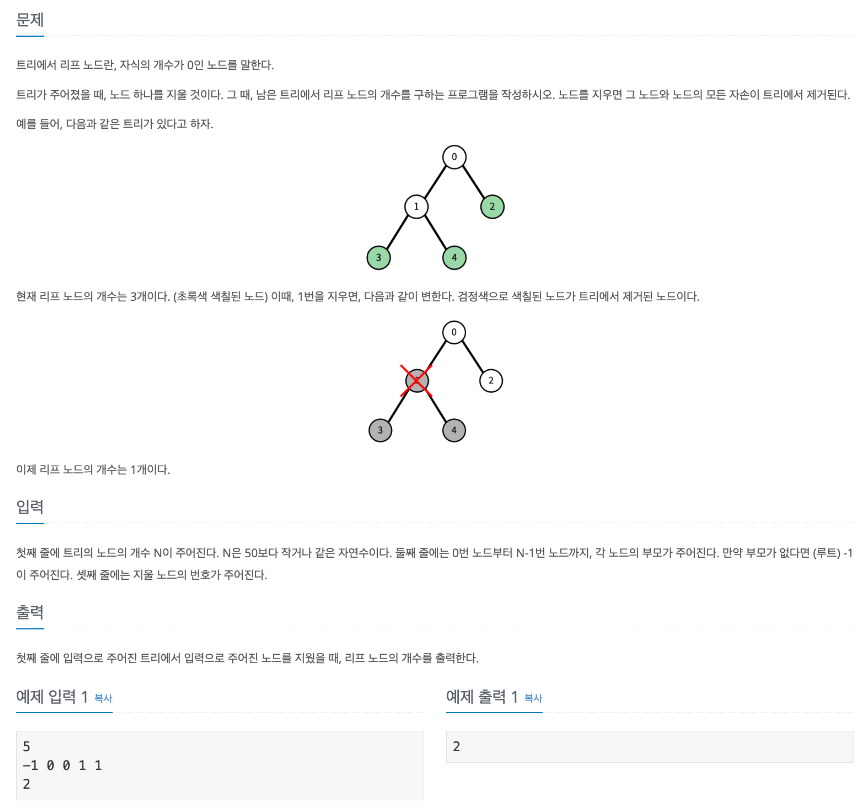 문제
트리에서 리프 노드란, 자식의 개수가 0인 노드를 말한다.
트리가 주어졌을 때, 노드 하나를 지울 것이다. 그 때, 남은 트리에서 리프 노드의 개수를 구하는 프로그램을 작성하시오. 노드를 지우면 그 노드와 노드의 모든 자손이 트리에서 제거된다.
예를 들어, 다음과 같은 트리가 있다고 하자.
0
1 2
3 4
현재 리프 노드의 개수는 3개이다. (초록색 색칠된 노드) 이때, 1번을 지우면, 다음과 같이 변한다. 검정색으로 색칠된 노드가 트리에서 제거된 노드이다.
0
2
3 4
이제 리프 노드의 개수는 1개이다.
입력
첫째 줄에 트리의 노드의 개수 N이 주어진다. N은 50보다 작거나 같은 자연수이다. 둘째 줄에는 0번 노드부터 N-1번 노드까지, 각 노드의 부모가 주어진다. 만약 부모가 없다면 (루트) -1
이 주어진다. 셋째 줄에는 지울 노드의 번호가 주어진다.
출력
첫째 줄에 입력으로 주어진 트리에서 입력으로 주어진 노드를 지웠을 때, 리프 노드의 개수를 출력한다.
예제 입력 1 복사
5
-1 0 0 1 1
2
예제 출력 1 복사
2